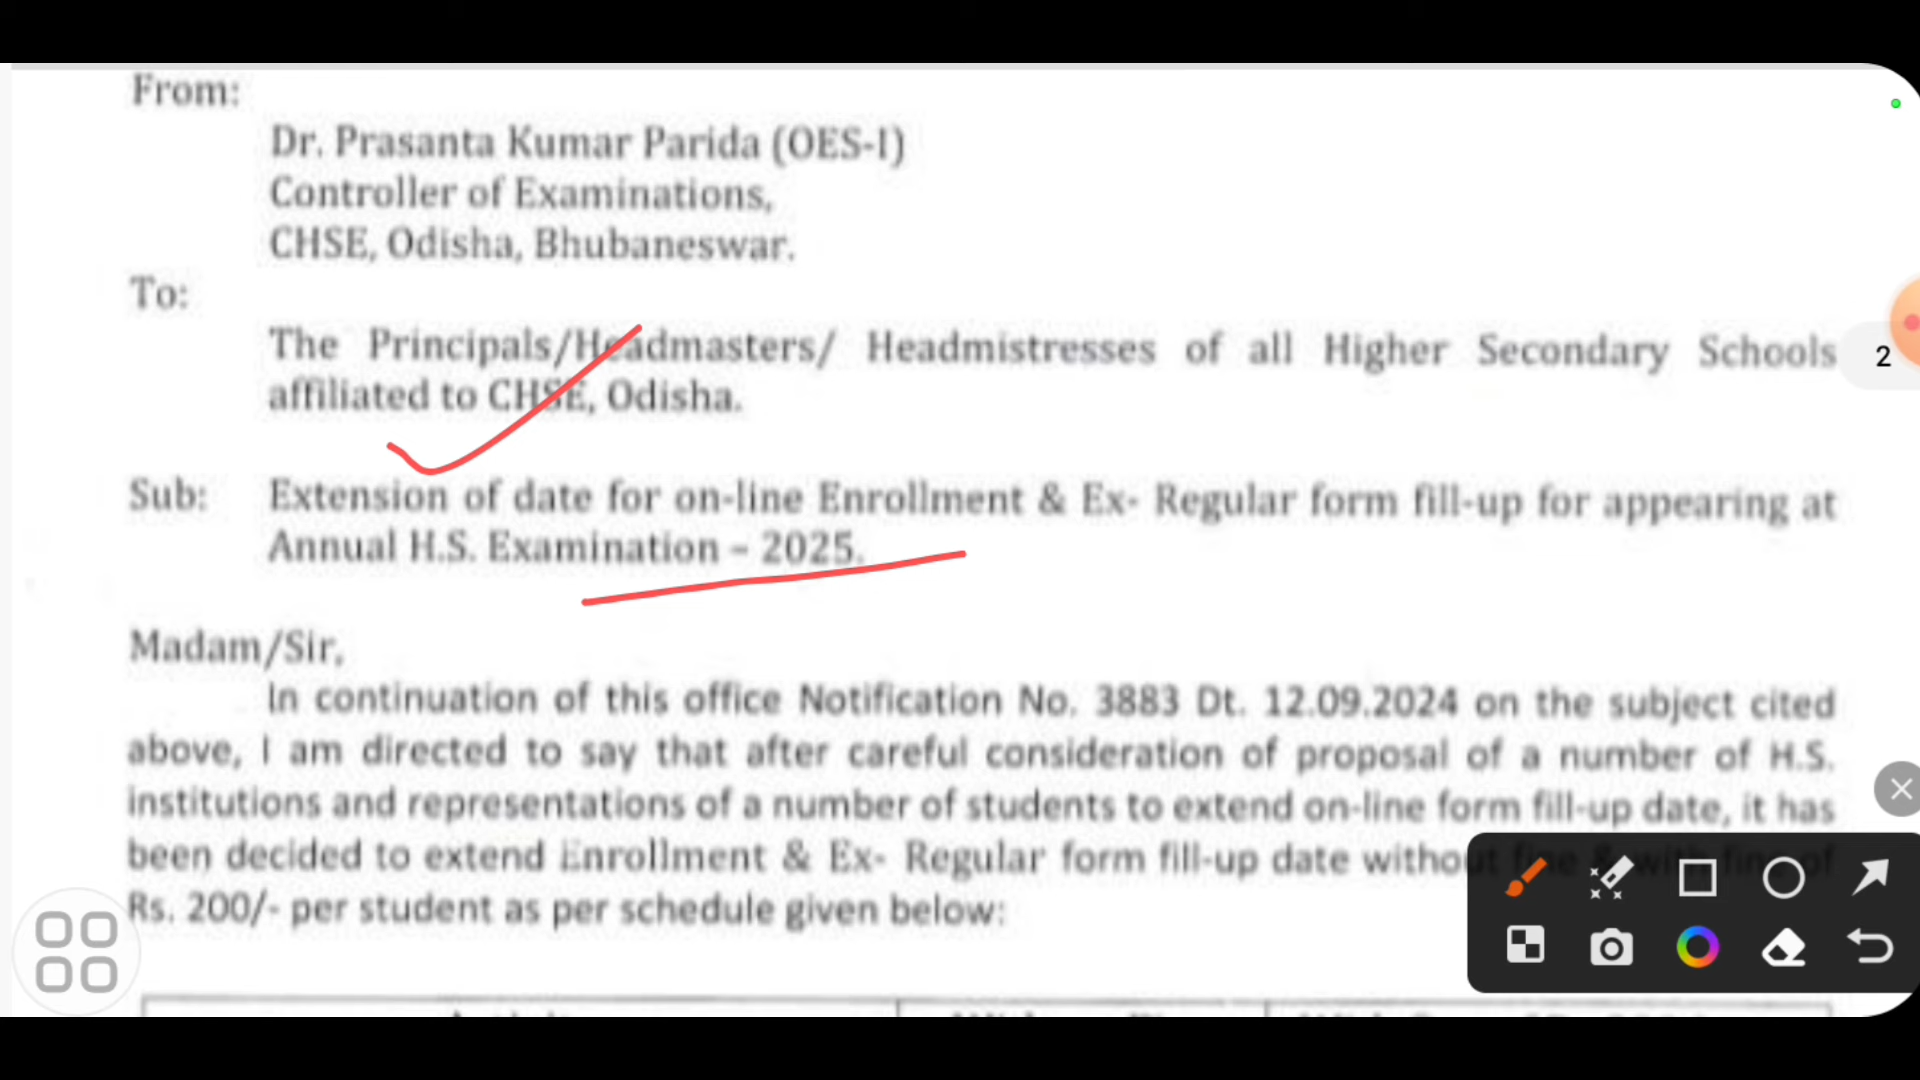 From:
Dr. Prasanta Kumar Parida (OES-I)
Controller of Examinations,
CHSE, Odisha, Bhubaneswar.
To:
The Principals/Headmasters/ Headmistresses of all Higher Secondary Schools
2
affiliated to CHSE, Odisha.
Sub: Extension of date for on-line Enrollment & Ex- Regular form fill-up for appearing at
Annual H.S. Examination – 2025.
Madam/Sir,
In continuation of this office Notification No. 3883 Dt. 12.09.2024 on the subject cited
above, I am directed to say that after careful consideration of proposal of a number of H.S.
institutions and representations of a number of students to extend on-line form fill-up date, it has
been decided to extend Enrollment & Ex- Regular form fill-up date without fine & with fine of
Rs. 200/- per student as per schedule given below: